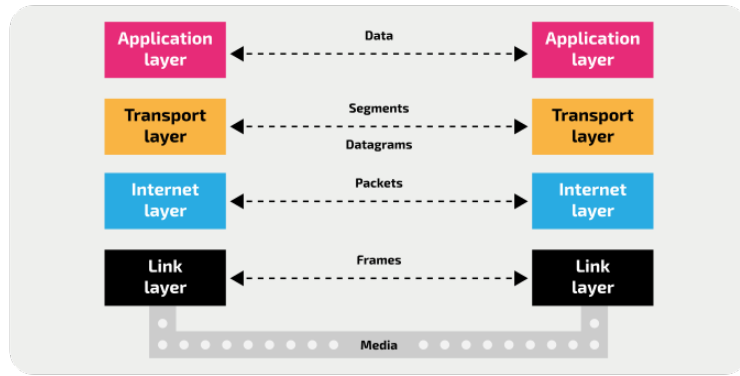 Application
layer
Data
Application
layer
Transport
layer
Segments
Datagrams
Transport
layer
Internet
layer
Packets
Internet
layer
Link
layer
Frames
Link
layer
Media